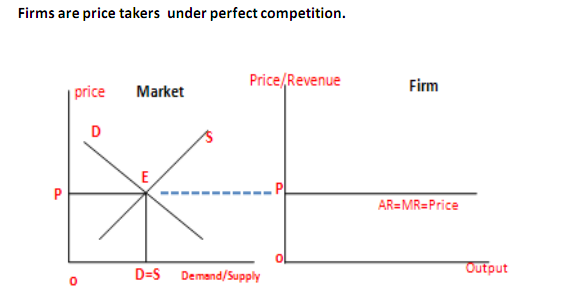 Firms are price takers under perfect competition.
Price/Revenue
price Market Firm
D S
E
P P
AR=MR=Price
O
D=S Demand/Supply Output
O